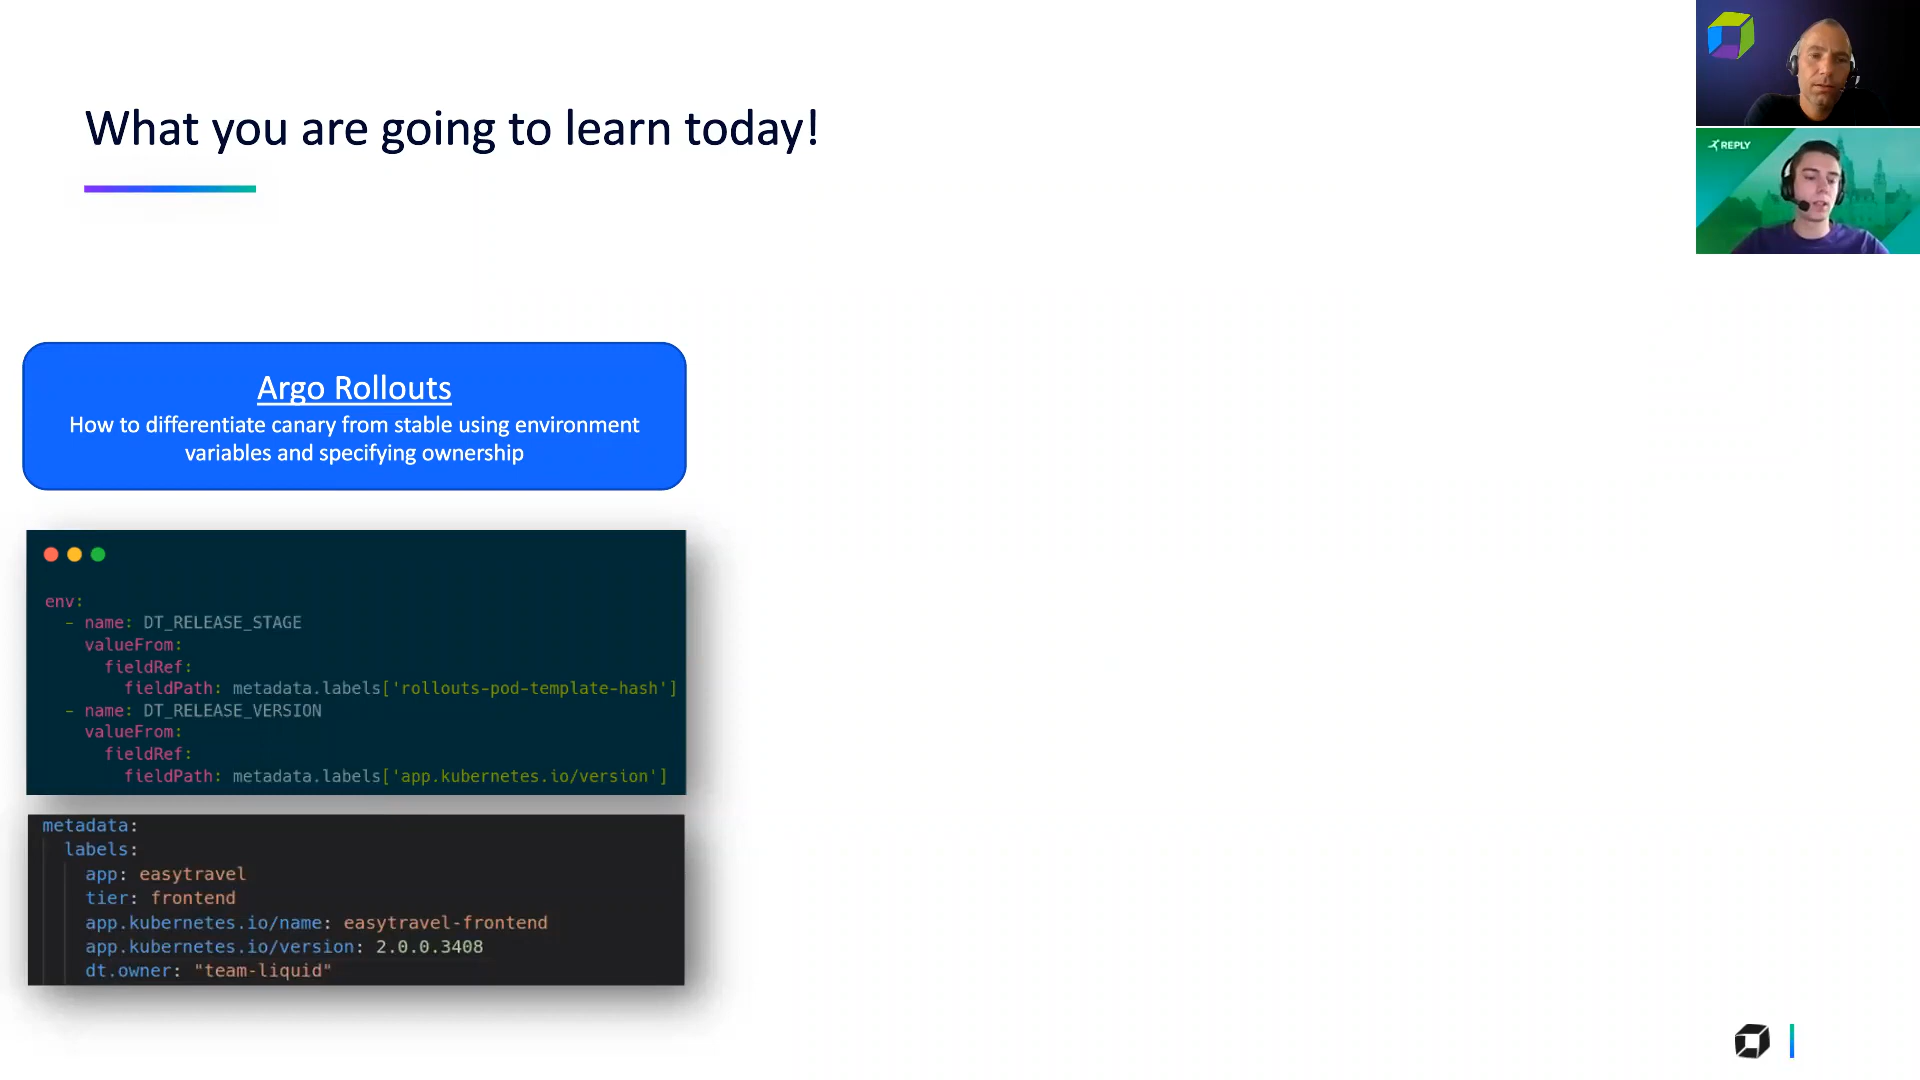 What you are going to learn today!
REPLY
Argo Rollouts
How to differentiate canary from stable using environment
variables and specifying ownership
env:
  - name: DT_RELEASE_STAGE
    valueFrom:
      fieldRef:
        fieldPath: metadata.labels['rollouts-pod-template-hash']
  - name: DT_RELEASE_VERSION
    valueFrom:
      fieldRef:
        fieldPath: metadata.labels['app.kubernetes.io/version']
metadata:
  labels:
    app: easytravel
    tier: frontend
    app.kubernetes.io/name: easytravel-frontend
    app.kubernetes.io/version: 2.0.0.3408
    dt.owner: "team-liquid"